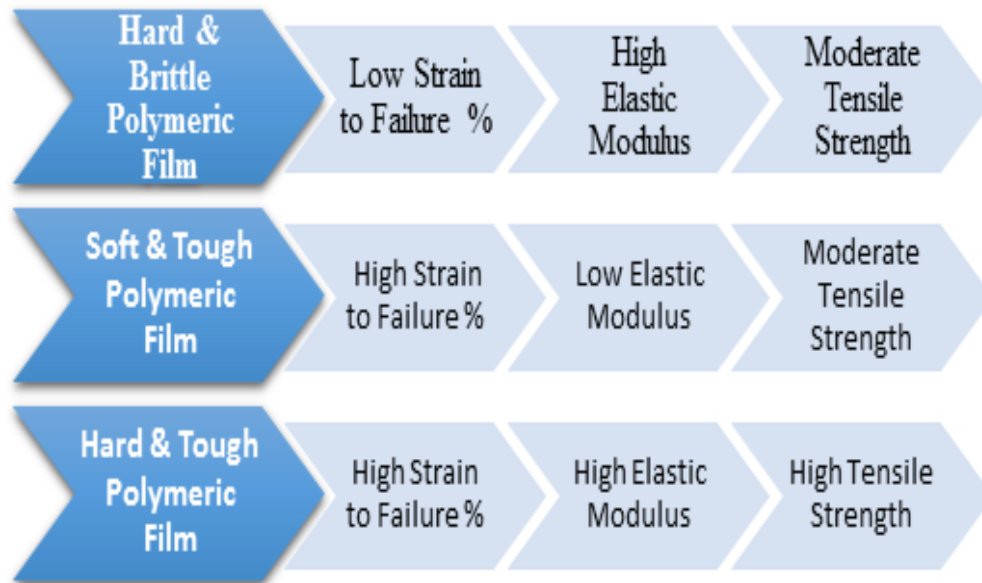 Hard &
Brittle
Polymeric
Film
Low Strain
to Failure %
High
Elastic
Modulus
Moderate
Tensile
Strength
Soft & Tough
Polymeric
Film
High Strain
to Failure %
Low Elastic
Modulus
Moderate
Tensile
Strength
Hard & Tough
Polymeric
Film
High Strain
to Failure %
High Elastic
Modulus
High Tensile
Strength